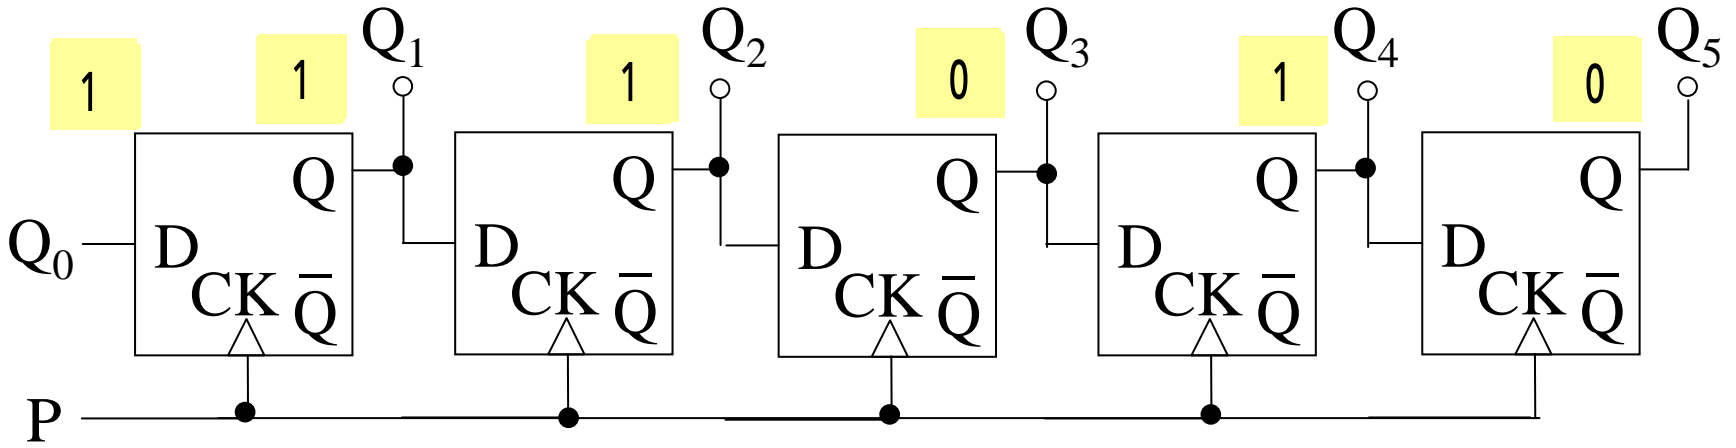 Q1 Q2 Q3 Q4 Q5
1 1 1 0 1 0
Q Q Q Q Q
Q0 D D D D D
CK Q̅ CK Q̅ CK Q̅ CK Q̅ CK Q̅
P